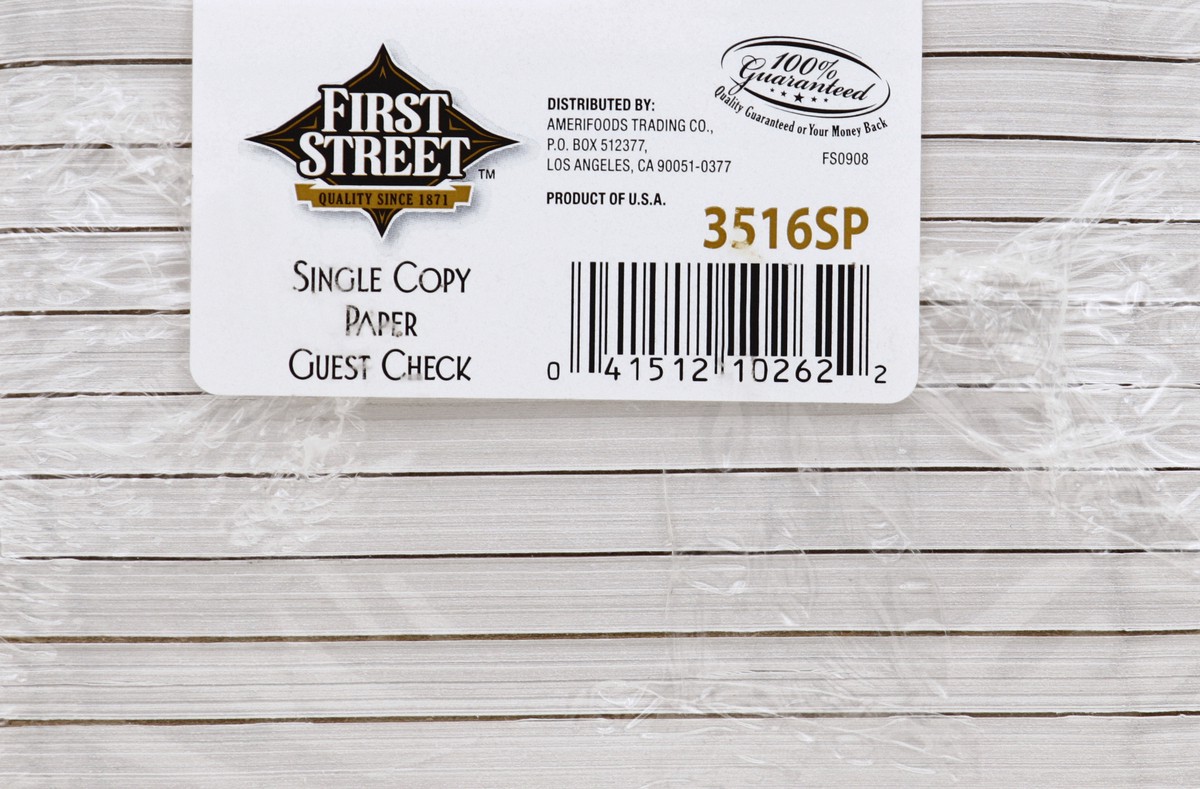 FIRST
STREET
TM
QUALITY SINCE 1871
Single Copy
Paper
Guest Check
DISTRIBUTED BY:
AMERIFOODS TRADING CO.,
P.O. BOX 512377,
LOS ANGELES, CA 90051-0377
PRODUCT OF U.S.A.
100%
Guaranteed
Quality Guaranteed or Your Money Back
FS0908
3516SP
0 41512 10262 2